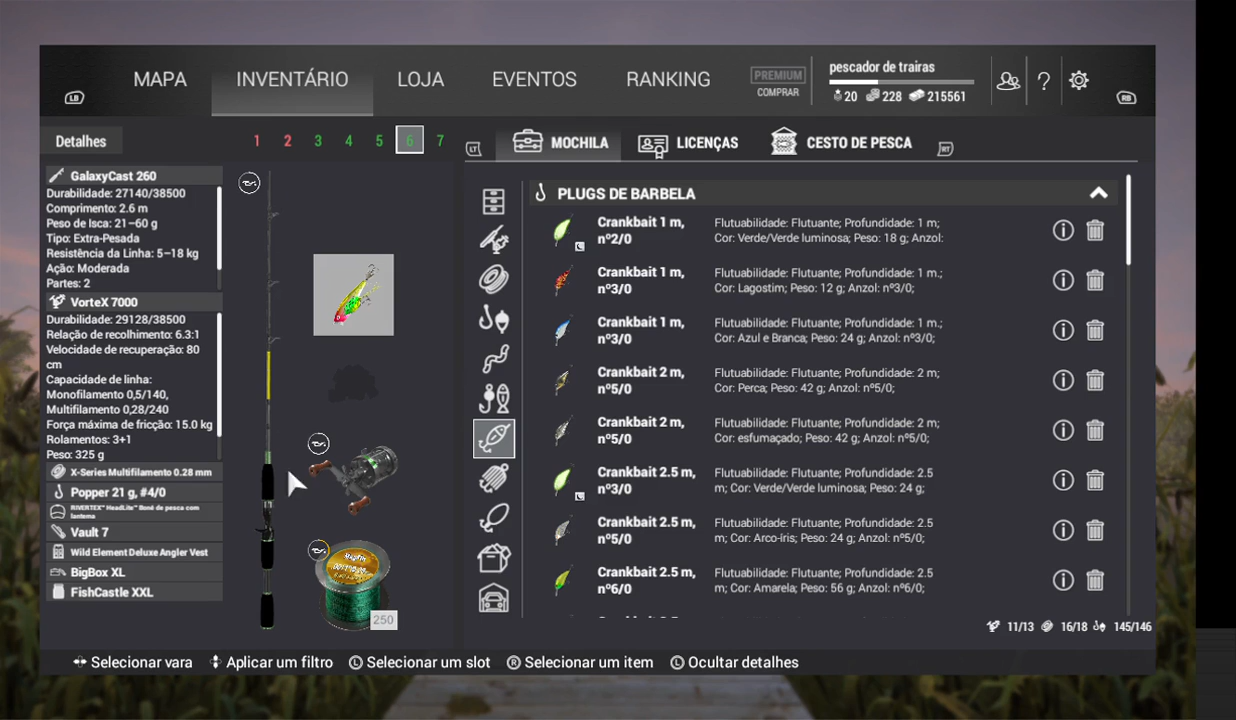 MAPA
INVENTÁRIO
LOJA
EVENTOS
RANKING
PREMIUM
COMPRAR
pescador de trairas
20 228 215561
?
LB
RB
Detalhes
1 2 3 4 5 6 7
LT
MOCHILA
LICENÇAS
CESTO DE PESCA
RT
GalaxyCast 260
Durabilidade: 27140/38500
Comprimento: 2.6 m
Peso de Isca: 21–60 g
Tipo: Extra-Pesada
Resistência da Linha: 5–18 kg
Ação: Moderada
Partes: 2
VorteX 7000
Durabilidade: 29128/38500
Relação de recolhimento: 6.3:1
Velocidade de recuperação: 80
cm
Capacidade de linha:
Monofilamento 0,5/140,
Multifilamento 0,28/240
Força máxima de fricção: 15.0 kg
Rolamentos: 3+1
Peso: 325 g
X-Series Multifilamento 0.28 mm
Popper 21 g, #4/0
RIVERTEX™ HeadLite™ Boné de pesca com
lanterna
Vault 7
Wild Element Deluxe Angler Vest
BigBox XL
FishCastle XXL
250
PLUGS DE BARBELA
Crankbait 1 m,
nº2/0
Flutuabilidade: Flutuante; Profundidade: 1 m;
Cor: Verde/Verde luminosa; Peso: 18 g; Anzol:
Crankbait 1 m,
nº3/0
Flutuabilidade: Flutuante; Profundidade: 1 m.;
Cor: Lagostim; Peso: 12 g; Anzol: nº3/0;
Crankbait 1 m,
nº3/0
Flutuabilidade: Flutuante; Profundidade: 1 m.;
Cor: Azul e Branca; Peso: 24 g; Anzol: nº3/0;
Crankbait 2 m,
nº5/0
Flutuabilidade: Flutuante; Profundidade: 2 m;
Cor: Perca; Peso: 42 g; Anzol: nº5/0;
Crankbait 2 m,
nº5/0
Flutuabilidade: Flutuante; Profundidade: 2 m;
Cor: esfumaçado; Peso: 42 g; Anzol: nº5/0;
Crankbait 2.5 m,
nº3/0
Flutuabilidade: Flutuante; Profundidade: 2.5
m; Cor: Verde/Verde luminosa; Peso: 24 g;
Crankbait 2.5 m,
nº5/0
Flutuabilidade: Flutuante; Profundidade: 2.5
m; Cor: Arco-íris; Peso: 24 g; Anzol: nº5/0;
Crankbait 2.5 m,
nº6/0
Flutuabilidade: Flutuante; Profundidade: 2.5
m; Cor: Amarela; Peso: 56 g; Anzol: nº6/0;
11/13 16/18 145/146
Selecionar vara
Aplicar um filtro
L Selecionar um slot
R Selecionar um item
L Ocultar detalhes